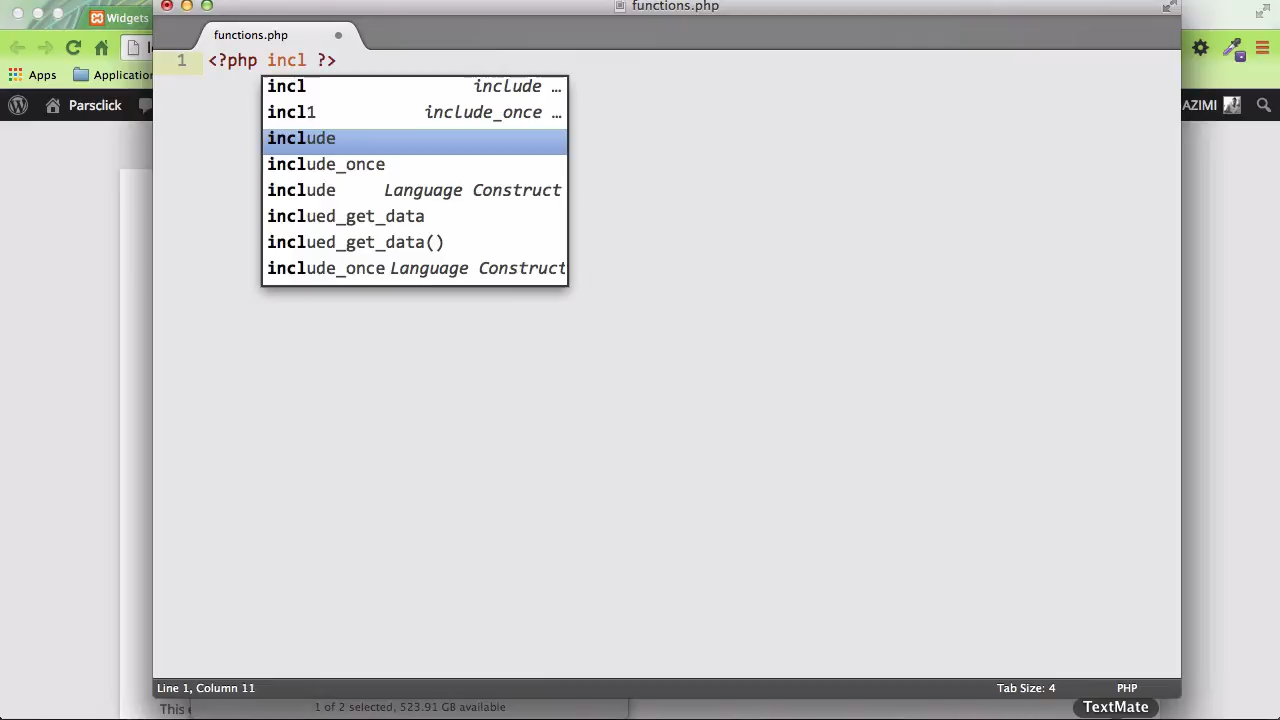 functions.php
Widgets
functions.php
1 <?php incl ?>
Apps
Application
Parsclick
AZIMI
incl include …
incl1 include_once …
include
include_once
include Language Construct
inclued_get_data
inclued_get_data()
include_once Language Construct
Line 1, Column 11
Tab Size: 4
PHP
1 of 2 selected, 523.91 GB available
TextMate